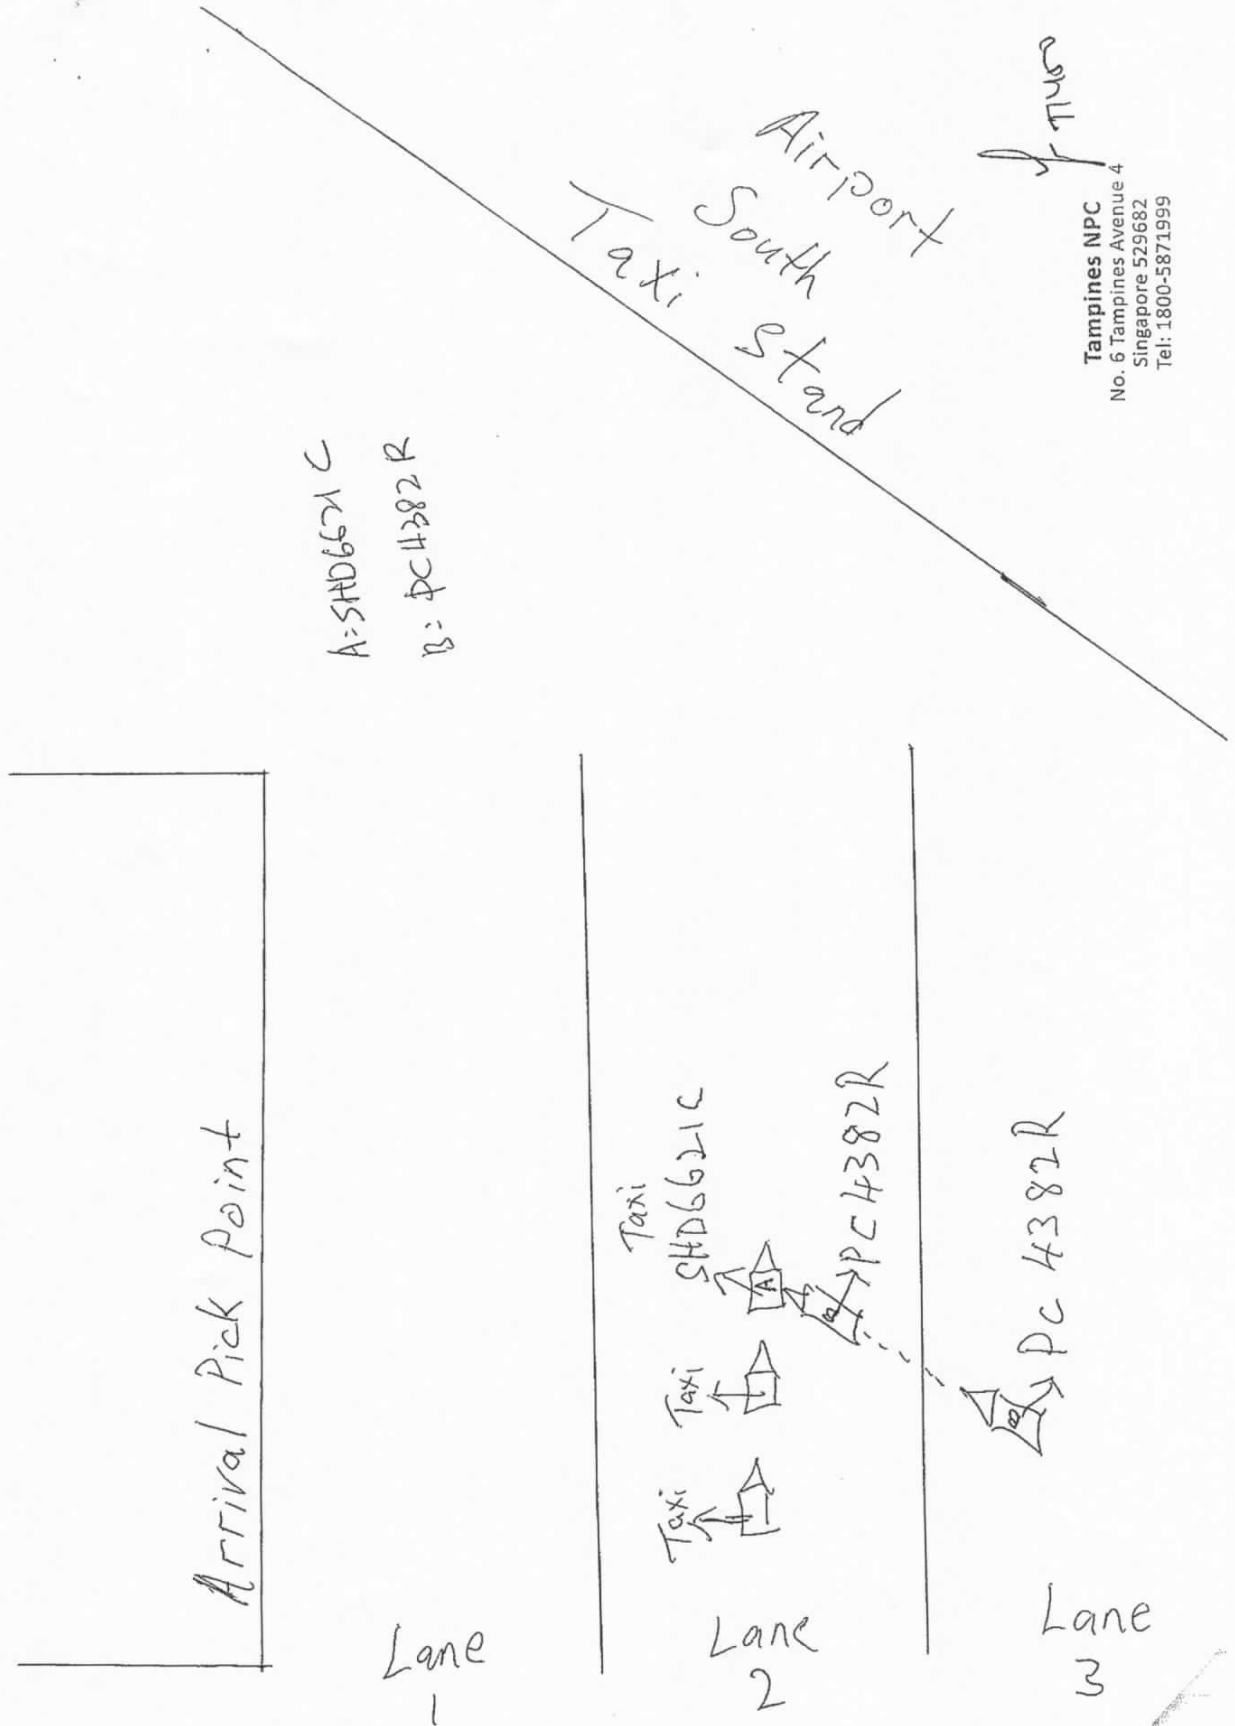 Arrival Pick Point
A=SHD6621C
B= PC4382R
Airport
South
Taxi Stand
Lane
1
Taxi
SHD6621C
Taxi
Taxi
A
B
PC4382R
Lane
2
B
PC 4382R
Lane
3
Tampines NPC
No. 6 Tampines Avenue 4
Singapore 529682
Tel: 1800-5871999